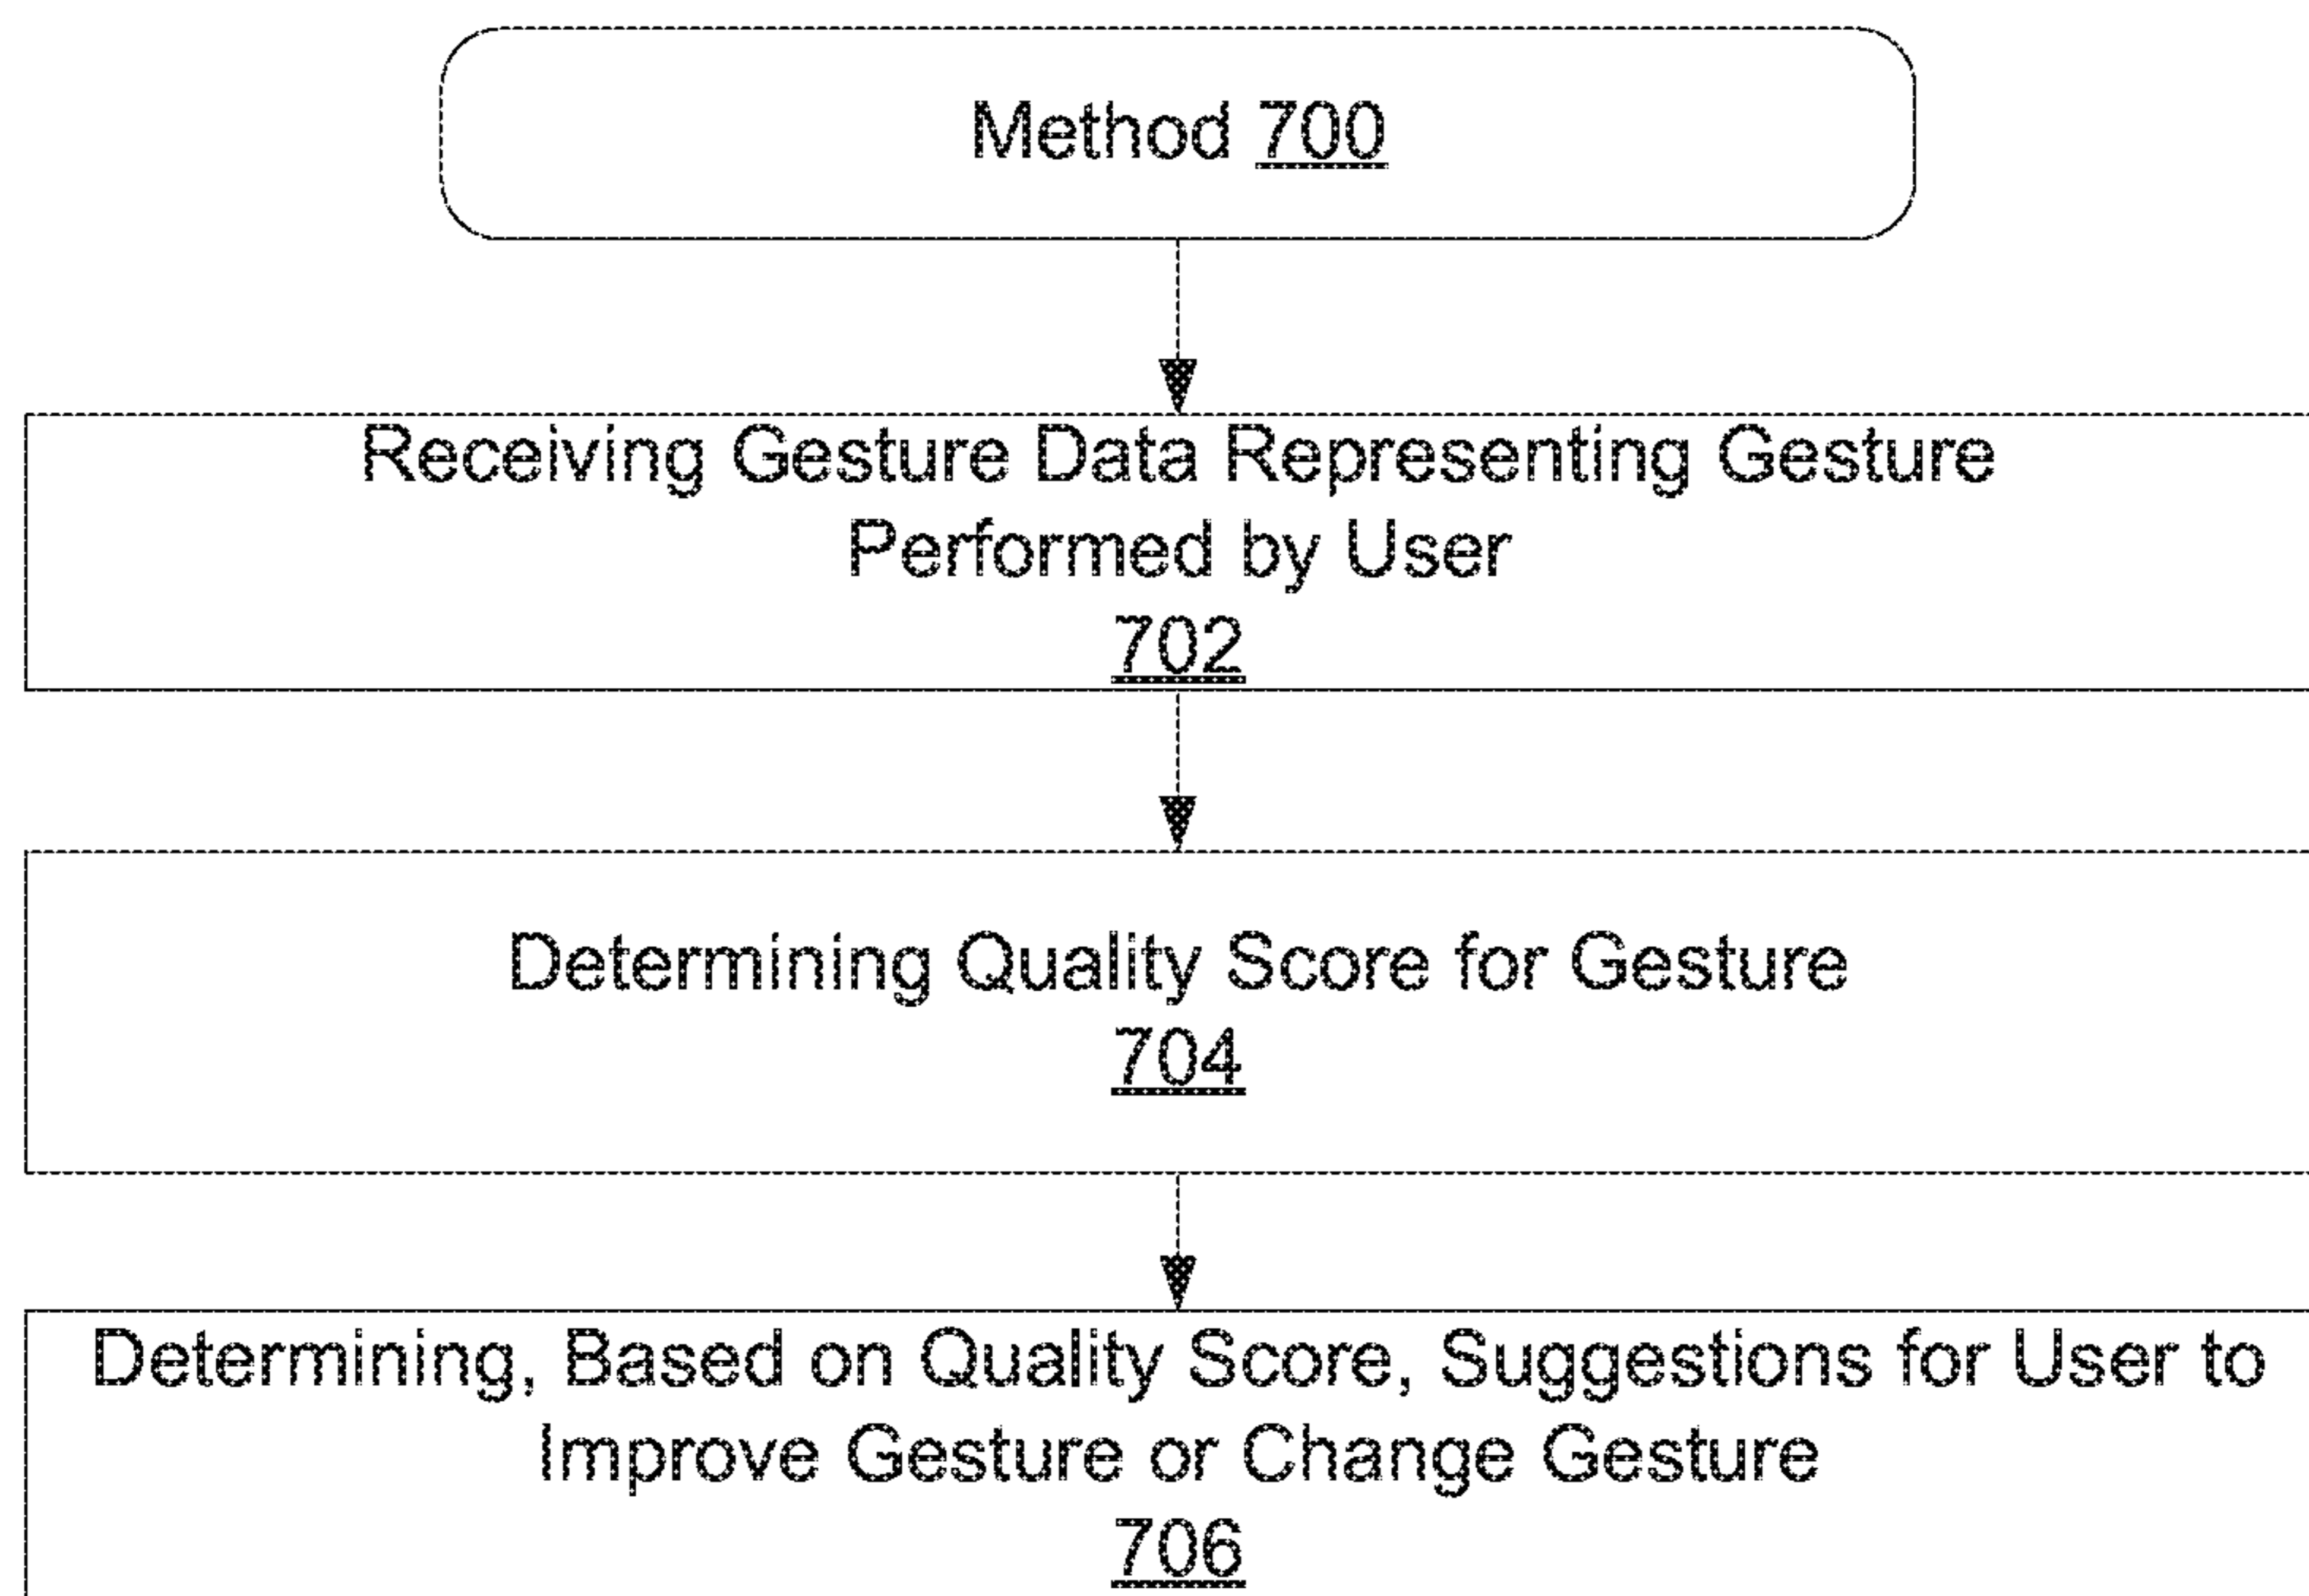 Method 700
Receiving Gesture Data Representing Gesture
Performed by User
702
Determining Quality Score for Gesture
704
Determining, Based on Quality Score, Suggestions for User to
Improve Gesture or Change Gesture
706